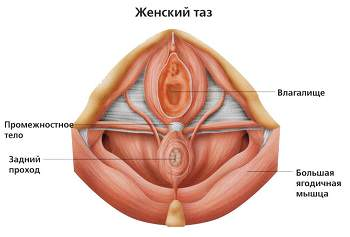 Женский таз
Влагалище
Промежностное
тело
Задний
проход
Большая
ягодичная
мышца